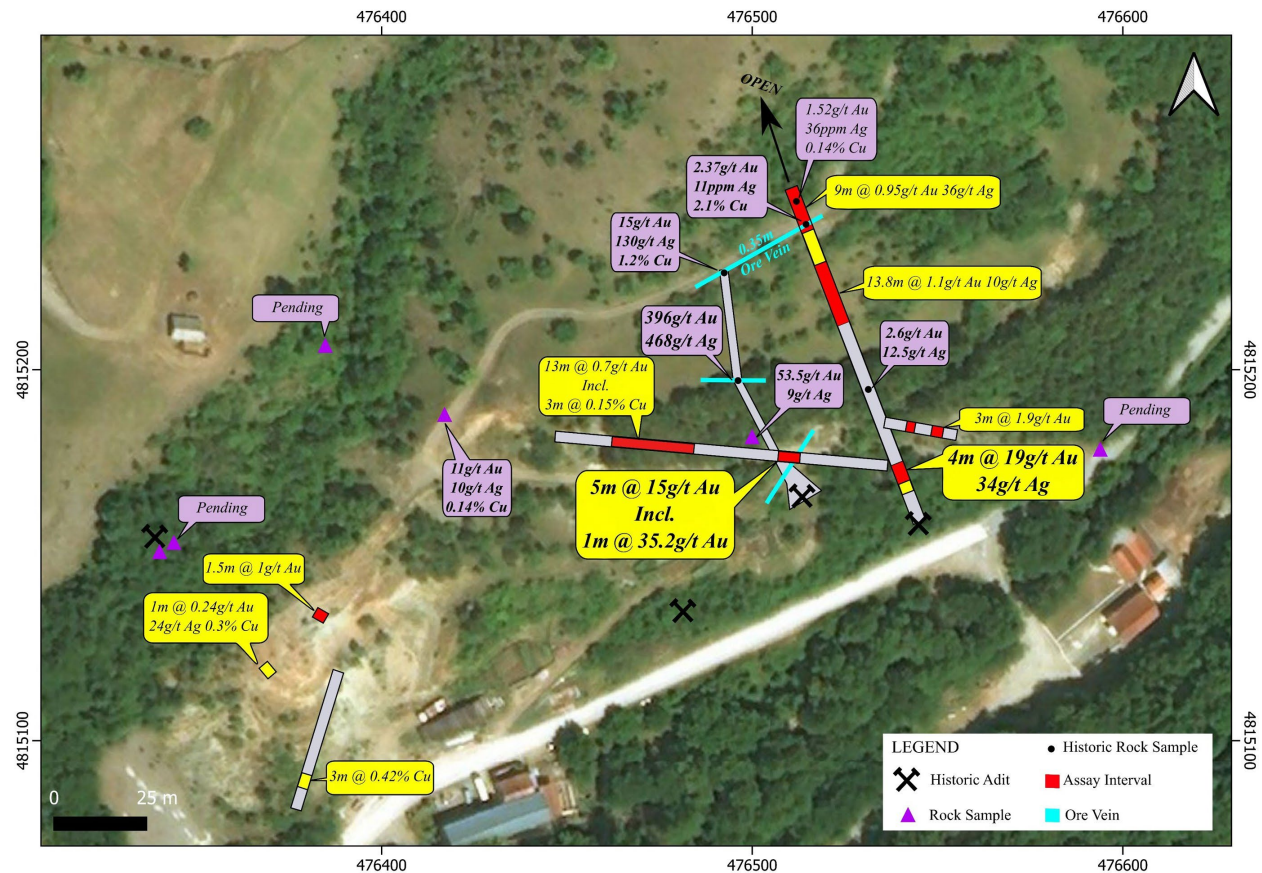 476400
476500
476600
OPEN
1.52g/t Au
36ppm Ag
0.14% Cu
2.37g/t Au
11ppm Ag
2.1% Cu
9m @ 0.95g/t Au 36g/t Ag
15g/t Au
130g/t Ag
1.2% Cu
0.35m
Ore Vein
13.8m @ 1.1g/t Au 10g/t Ag
Pending
396g/t Au
468g/t Ag
2.6g/t Au
12.5g/t Ag
4815200
4815200
13m @ 0.7g/t Au
Incl.
3m @ 0.15% Cu
53.5g/t Au
9g/t Ag
3m @ 1.9g/t Au
Pending
11g/t Au
10g/t Ag
0.14% Cu
5m @ 15g/t Au
Incl.
1m @ 35.2g/t Au
4m @ 19g/t Au
34g/t Ag
Pending
1.5m @ 1g/t Au
1m @ 0.24g/t Au
24g/t Ag 0.3% Cu
3m @ 0.42% Cu
4815100
4815100
0 25 m
LEGEND
Historic Adit
Rock Sample
Historic Rock Sample
Assay Interval
Ore Vein
476400
476500
476600